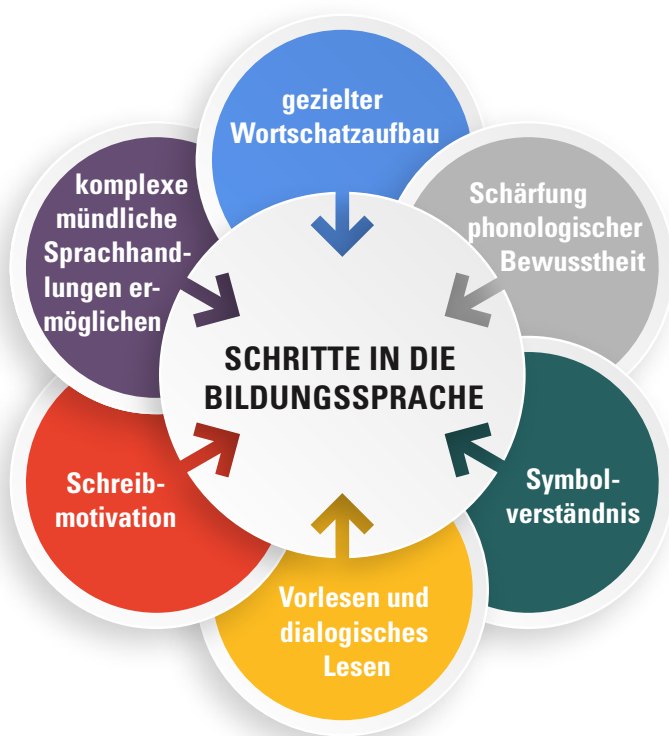 gezielter
Wortschatzaufbau
Schärfung
phonologischer
Bewusstheit
Symbol-
verständnis
Vorlesen und
dialogisches
Lesen
Schreib-
motivation
komplexe
mündliche
Sprachhand-
lungen er-
möglichen
SCHRITTE IN DIE
BILDUNGSSPRACHE